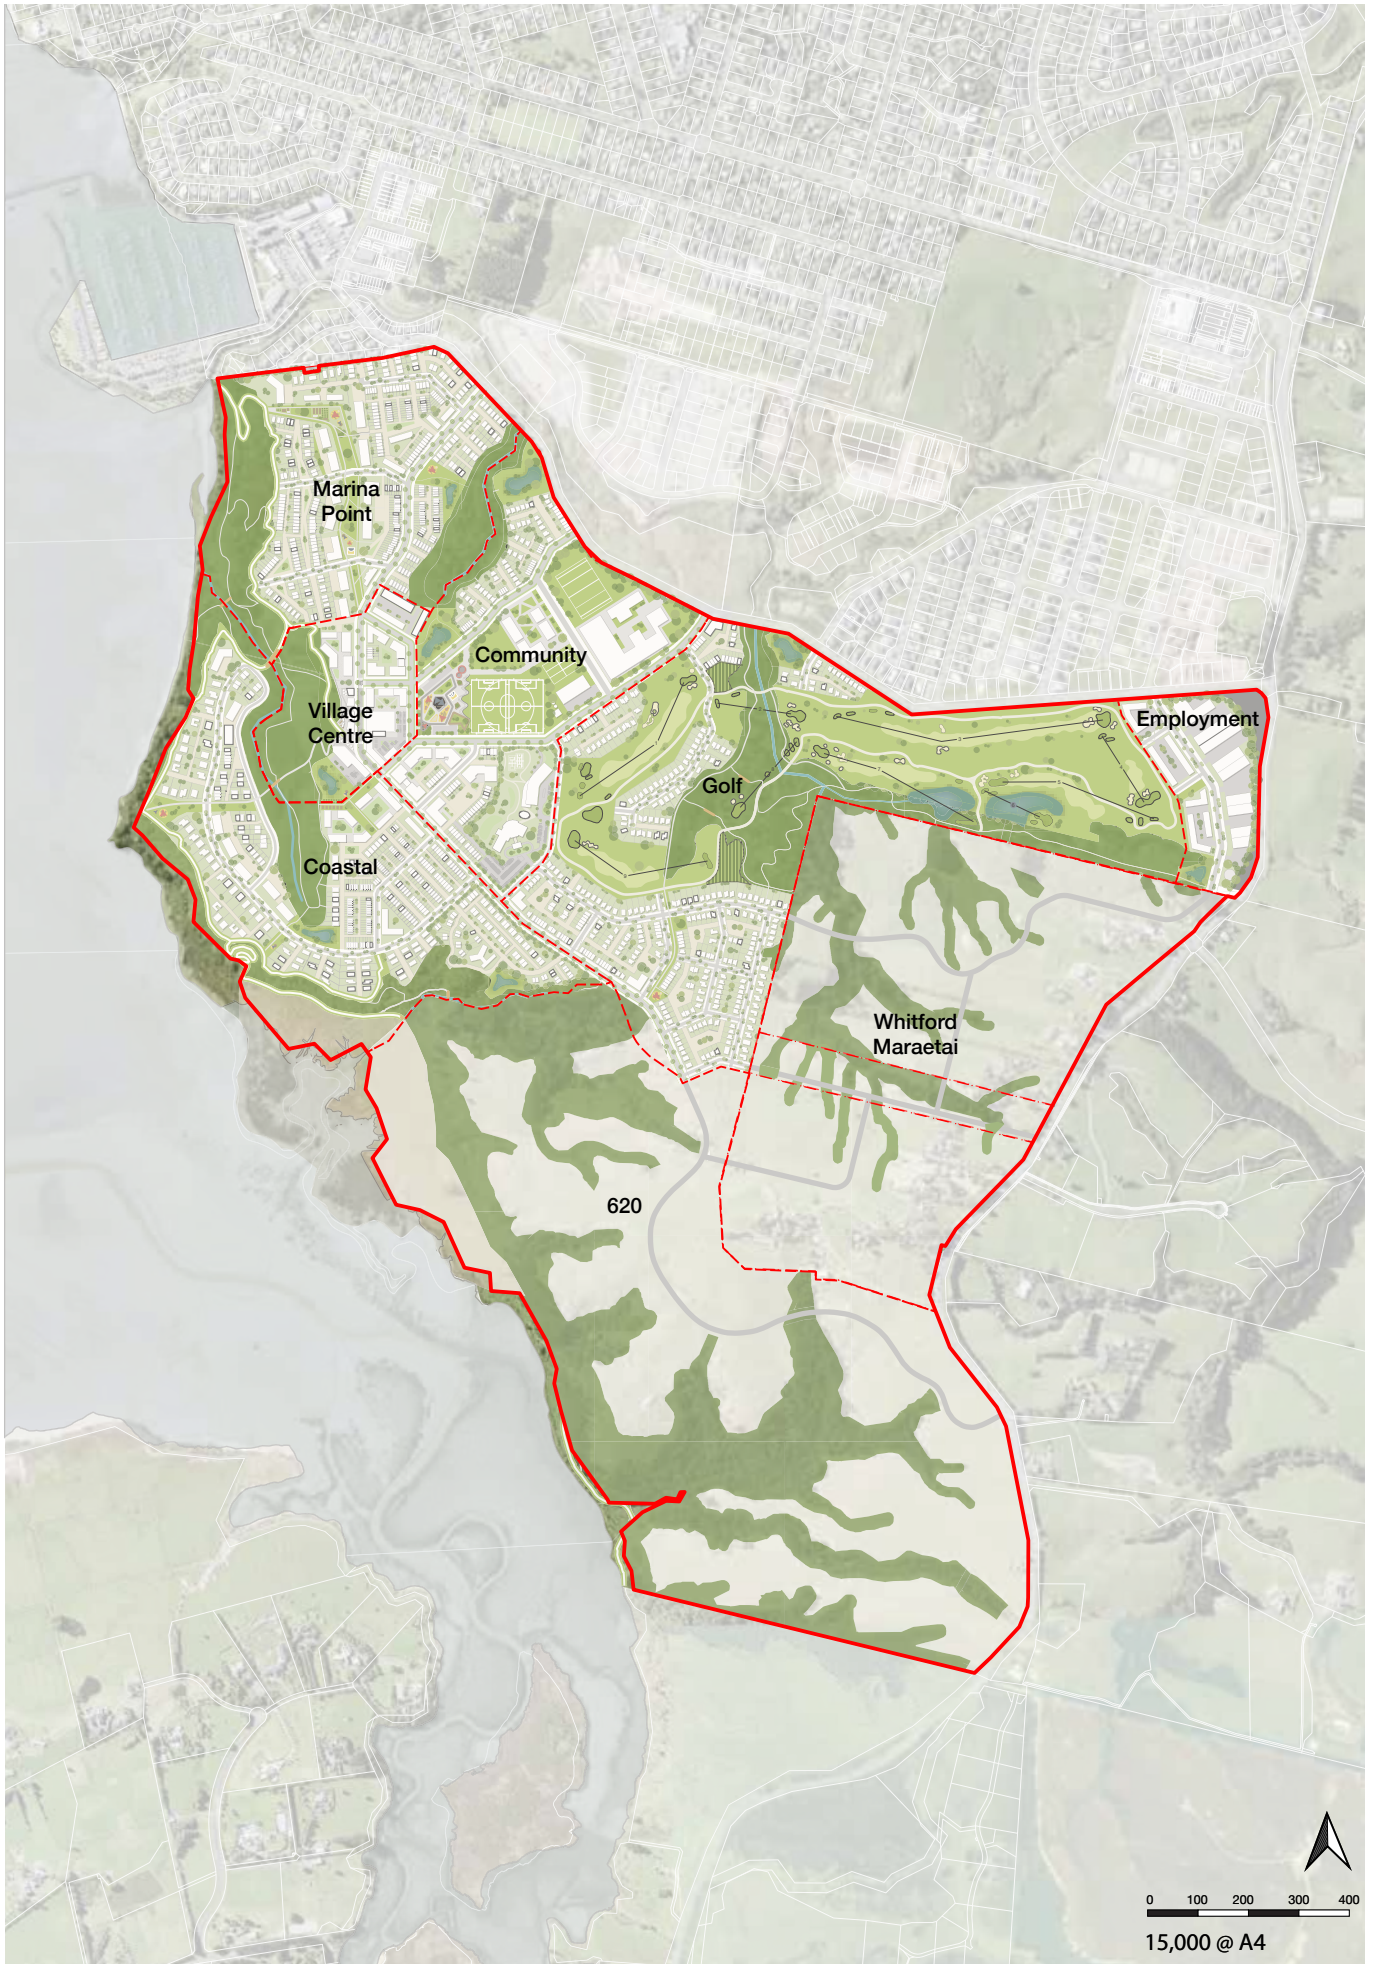 Marina
Point
Community
Village
Centre
Employment
Golf
Coastal
Whitford
Maraetai
620
0 100 200 300 400
15,000 @ A4